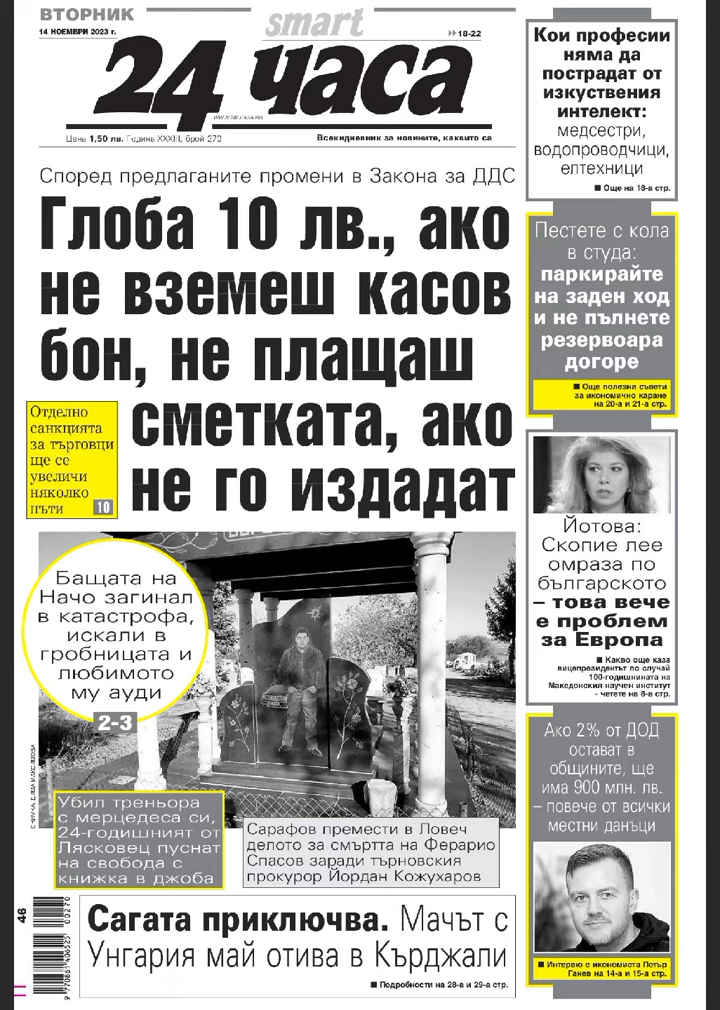 ВТОРНИК
14 НОЕМВРИ 2023 г.
smart
18-22
24 часа
WWW.24CHASA.BG
Цена 1,50 лв. Година XXXIII, брой 270
Всекидневник за новините, каквито са
Според предлаганите промени в Закона за ДДС
Глоба 10 лв., ако
не вземеш касов
бон, не плащаш
сметката, ако
не го издадат
Отделно
санкцията
за търговци
ще се
увеличи
няколко
пъти 10
Бащата на
Начо загинал
в катастрофа,
искали в
гробницата и
любимото
му ауди
2-3
Убил треньора
с мерцедеса си,
24-годишният от
Лясковец пуснат
на свобода с
книжка в джоба
Сарафов премести в Ловеч
делото за смъртта на Ферарио
Спасов заради търновския
прокурор Йордан Кожухаров
Сагата приключва. Мачът с
Унгария май отива в Кърджали
■ Подробности на 28-а и 29-а стр.
46
00270
9 770861 406525
Кои професии
няма да
пострадат от
изкуствения
интелект:
медсестри,
водопроводчици,
елтехници
■ Още на 18-а стр.
Пестете с кола
в студа:
паркирайте
на заден ход
и не пълнете
резервоара
догоре
■ Още полезни съвети
за икономично каране
на 20-а и 21-а стр.
Йотова:
Скопие лее
омраза по
българското
– това вече
е проблем
за Европа
■ Какво още каза
вицепрезидентът по случай
100-годишнината на
Македонския научен институт
- четете на 8-а стр.
Ако 2% от ДОД
остават в
общините, ще
има 900 млн. лв.
– повече от всички
местни данъци
■ Интервю с икономиста Петър
Ганев на 14-а и 15-а стр.